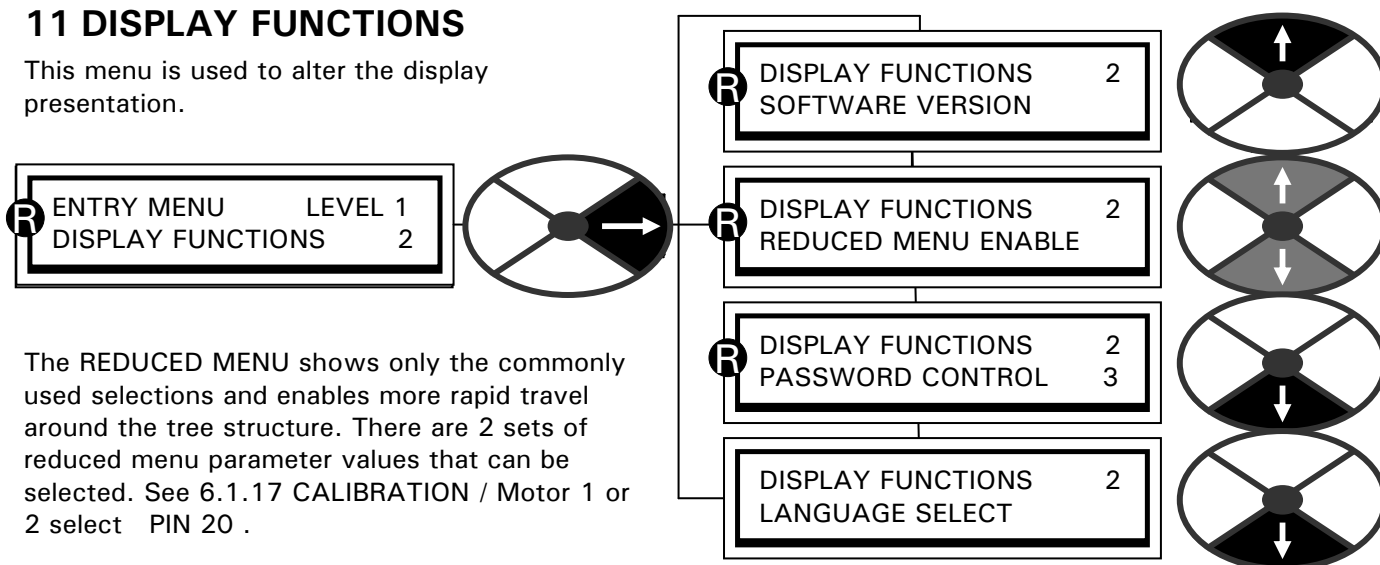 11 DISPLAY FUNCTIONS
This menu is used to alter the display
presentation.
R
ENTRY MENU LEVEL 1
DISPLAY FUNCTIONS 2
The REDUCED MENU shows only the commonly
used selections and enables more rapid travel
around the tree structure. There are 2 sets of
reduced menu parameter values that can be
selected. See 6.1.17 CALIBRATION / Motor 1 or
2 select PIN 20 .
R
DISPLAY FUNCTIONS 2
SOFTWARE VERSION
R
DISPLAY FUNCTIONS 2
REDUCED MENU ENABLE
R
DISPLAY FUNCTIONS 2
PASSWORD CONTROL 3
DISPLAY FUNCTIONS 2
LANGUAGE SELECT